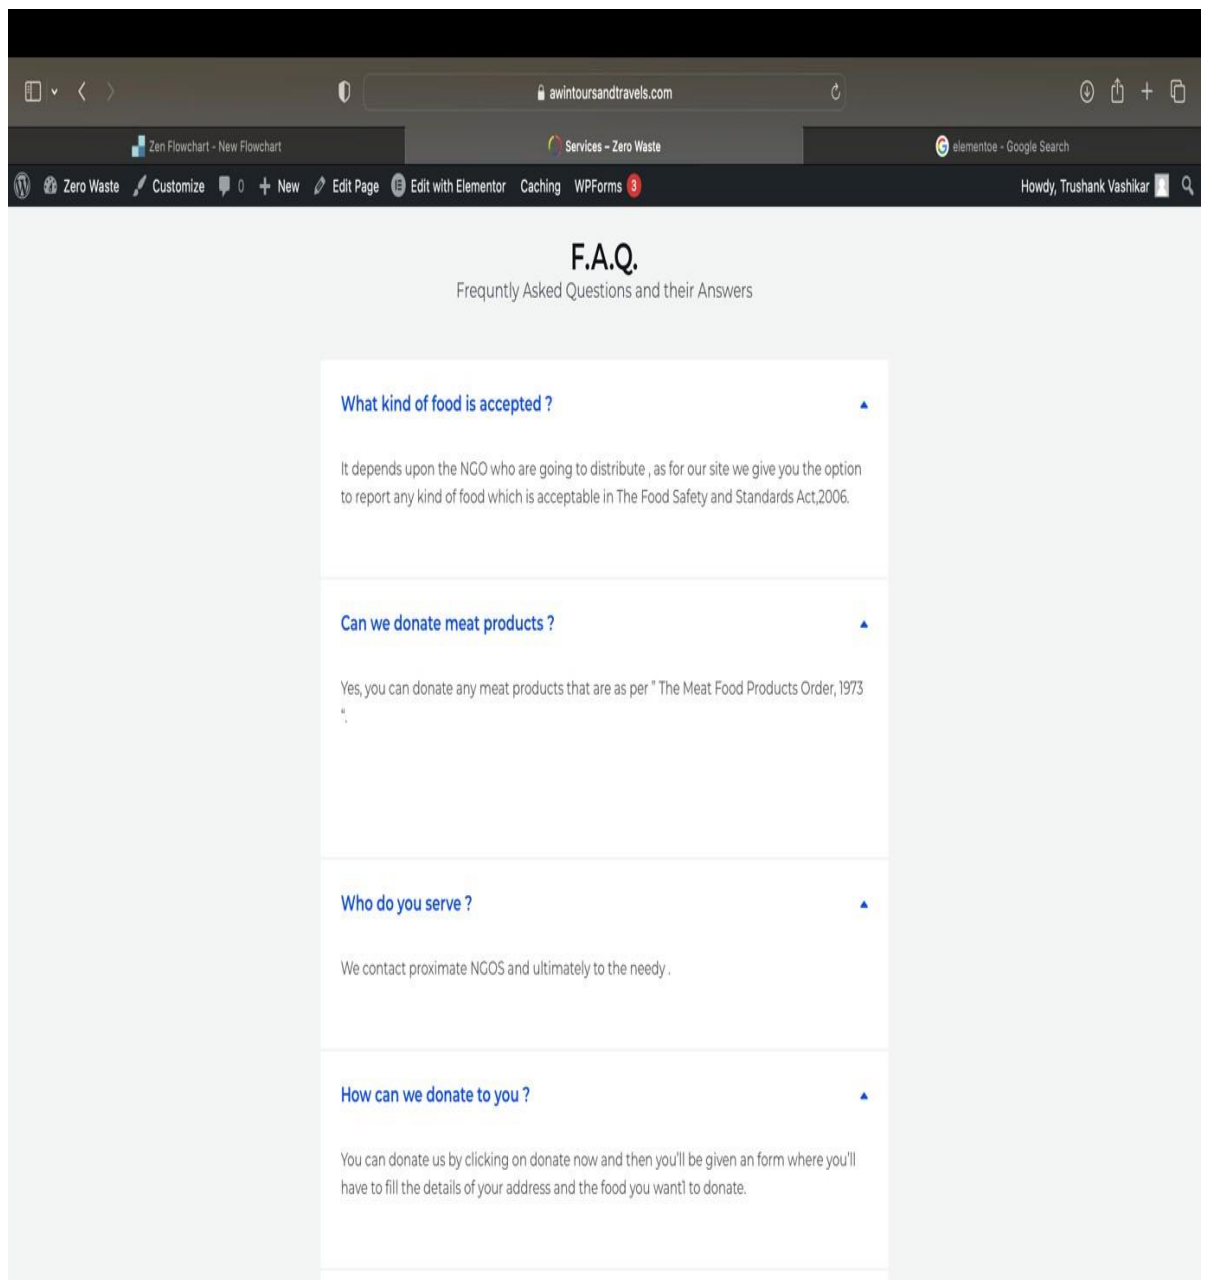 awintoursandtravels.com
Zen Flowchart - New Flowchart
Services – Zero Waste
elementoe - Google Search
Zero Waste Customize 0 New Edit Page Edit with Elementor Caching WPForms 3 Howdy, Trushank Vashikar
F.A.Q.
Frequntly Asked Questions and their Answers
What kind of food is accepted ?
It depends upon the NGO who are going to distribute , as for our site we give you the option
to report any kind of food which is acceptable in The Food Safety and Standards Act,2006.
Can we donate meat products ?
Yes, you can donate any meat products that are as per " The Meat Food Products Order, 1973
“.
Who do you serve ?
We contact proximate NGOS and ultimately to the needy .
How can we donate to you ?
You can donate us by clicking on donate now and then you'll be given an form where you'll
have to fill the details of your address and the food you want1 to donate.